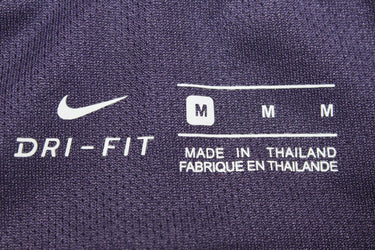 M M M
DRI-FIT
MADE IN THAILAND
FABRIQUE EN THAILANDE